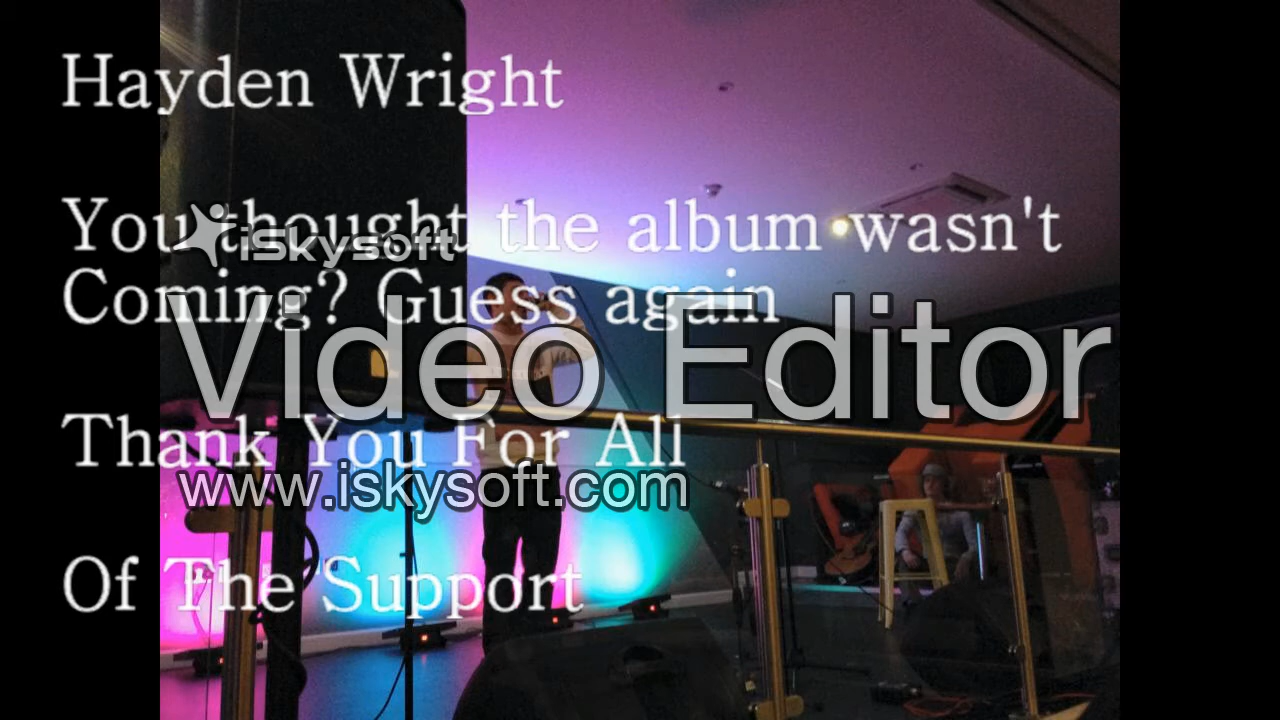 Hayden Wright
You thought the album wasn't
iSkysoft
Coming? Guess again
Video Editor
Thank You For All
www.iskysoft.com
Of The Support